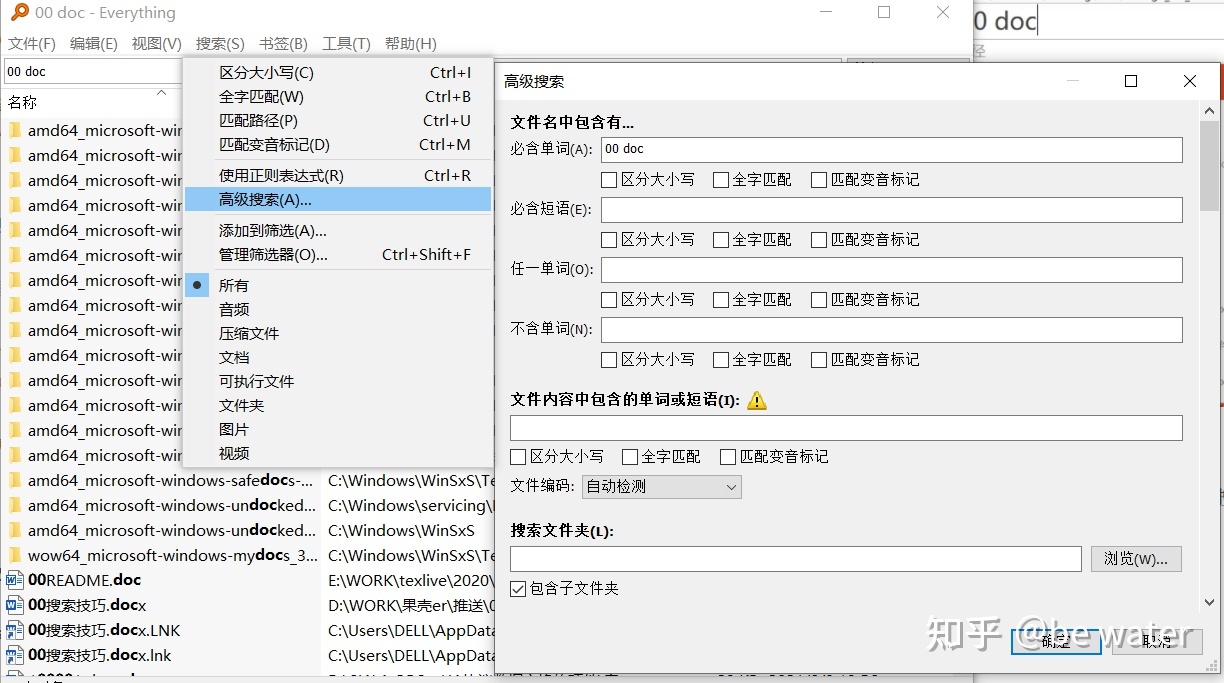 00 doc - Everything
文件(F) 编辑(E) 视图(V) 搜索(S) 书签(B) 工具(T) 帮助(H)
0 doc
00 doc
名称
amd64_microsoft-wir
amd64_microsoft-wir
amd64_microsoft-wir
amd64_microsoft-wir
amd64_microsoft-wir
amd64_microsoft-wir
amd64_microsoft-wir
amd64_microsoft-wir
amd64_microsoft-wir
amd64_microsoft-wir
amd64_microsoft-wir
amd64_microsoft-wir
amd64_microsoft-wir
amd64_microsoft-wir
amd64_microsoft-windows-safedocs-... C:\Windows\WinSxS\Te
amd64_microsoft-windows-undocked... C:\Windows\servicing\
amd64_microsoft-windows-undocked... C:\Windows\WinSxS
wow64_microsoft-windows-mydocs_3... C:\Windows\WinSxS\Te
00README.doc E:\WORK\texlive\2020\
00搜索技巧.docx D:\WORK\果壳er\推送\0
00搜索技巧.docx.LNK C:\Users\DELL\AppData
00搜索技巧.docx.lnk C:\Users\DELL\AppData
区分大小写(C) Ctrl+I
全字匹配(W) Ctrl+B
匹配路径(P) Ctrl+U
匹配变音标记(D) Ctrl+M
使用正则表达式(R) Ctrl+R
高级搜索(A)...
添加到筛选(A)...
管理筛选器(O)... Ctrl+Shift+F
所有
音频
压缩文件
文档
可执行文件
文件夹
图片
视频
高级搜索
文件名中包含有...
必含单词(A): 00 doc
区分大小写 全字匹配 匹配变音标记
必含短语(E):
区分大小写 全字匹配 匹配变音标记
任一单词(O):
区分大小写 全字匹配 匹配变音标记
不含单词(N):
区分大小写 全字匹配 匹配变音标记
文件内容中包含的单词或短语(I):
区分大小写 全字匹配 匹配变音标记
文件编码: 自动检测
搜索文件夹(L):
浏览(W)...
包含子文件夹
确定 取消
知乎 @be water